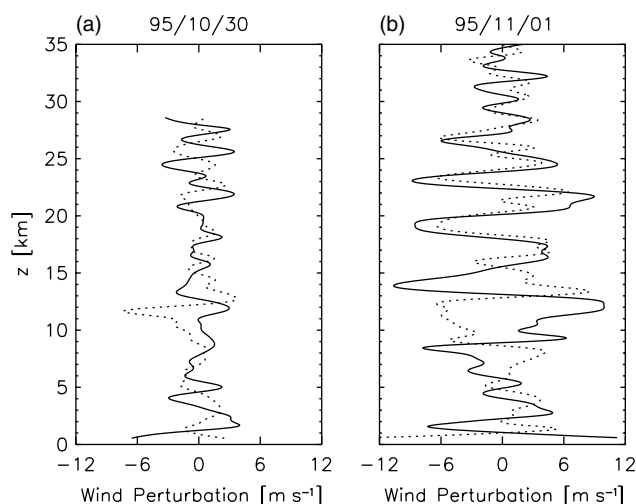 (a) 95/10/30 (b) 95/11/01
35
30
25
20
15
10
5
0
z [km]
−12 −6 0 6 12 −12 −6 0 6 12
Wind Perturbation [m s⁻¹] Wind Perturbation [m s⁻¹]